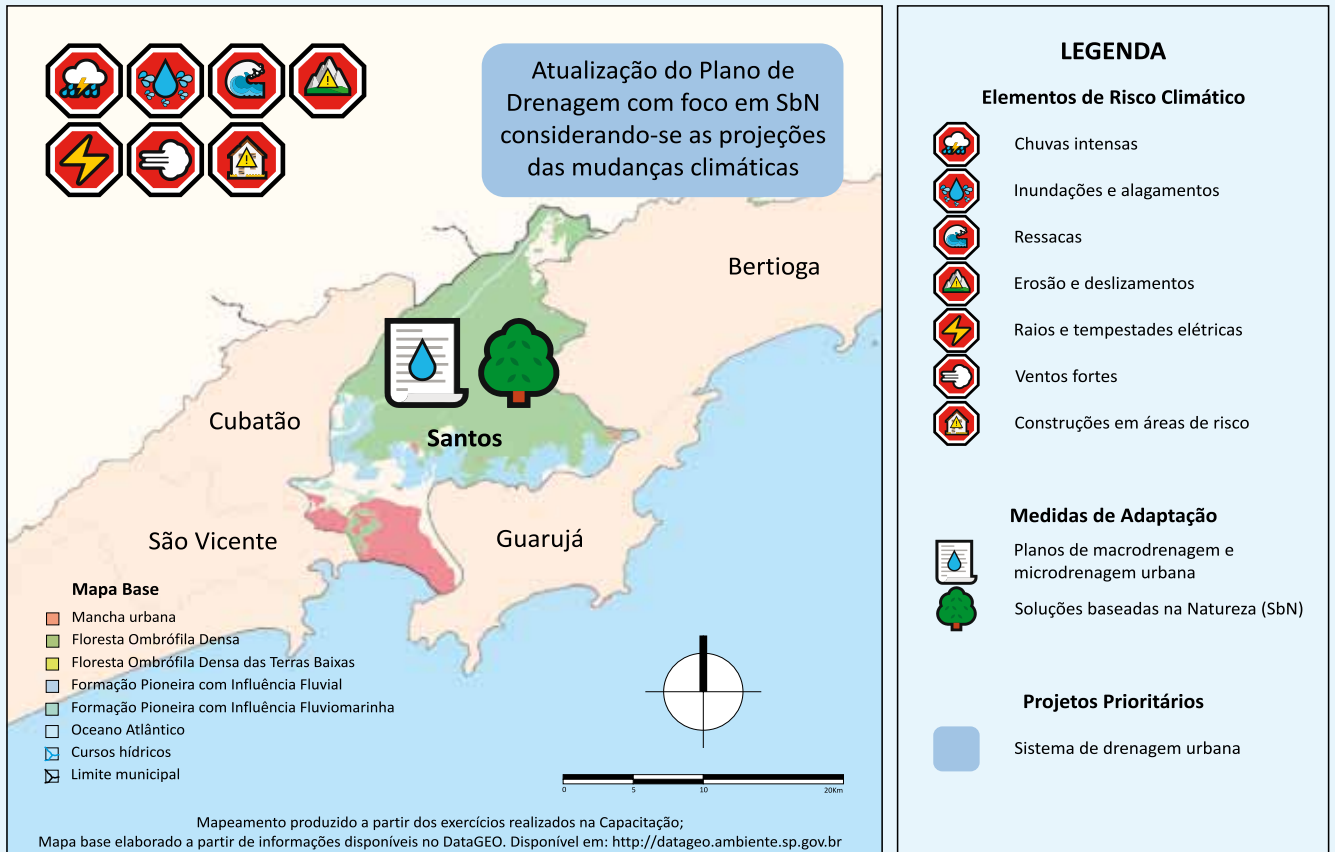 Atualização do Plano de
Drenagem com foco em SbN
considerando-se as projeções
das mudanças climáticas
Bertioga
Cubatão
Santos
São Vicente
Guarujá
Mapa Base
Mancha urbana
Floresta Ombrófila Densa
Floresta Ombrófila Densa das Terras Baixas
Formação Pioneira com Influência Fluvial
Formação Pioneira com Influência Fluviomarinha
Oceano Atlântico
Cursos hídricos
Limite municipal
0 5 10 20Km
Mapeamento produzido a partir dos exercícios realizados na Capacitação;
Mapa base elaborado a partir de informações disponíveis no DataGEO. Disponível em: http://datageo.ambiente.sp.gov.br
LEGENDA
Elementos de Risco Climático
Chuvas intensas
Inundações e alagamentos
Ressacas
Erosão e deslizamentos
Raios e tempestades elétricas
Ventos fortes
Construções em áreas de risco
Medidas de Adaptação
Planos de macrodrenagem e
microdrenagem urbana
Soluções baseadas na Natureza (SbN)
Projetos Prioritários
Sistema de drenagem urbana